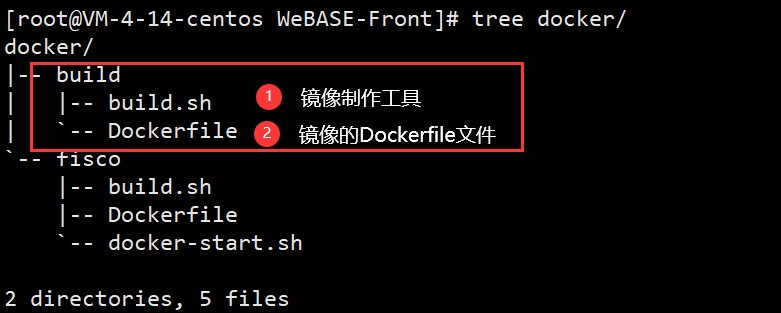 [root@VM-4-14-centos WeBASE-Front]# tree docker/
docker/
|-- build
|   |-- build.sh 1 镜像制作工具
|   `-- Dockerfile 2 镜像的Dockerfile文件
`-- fisco
    |-- build.sh
    |-- Dockerfile
    `-- docker-start.sh
2 directories, 5 files